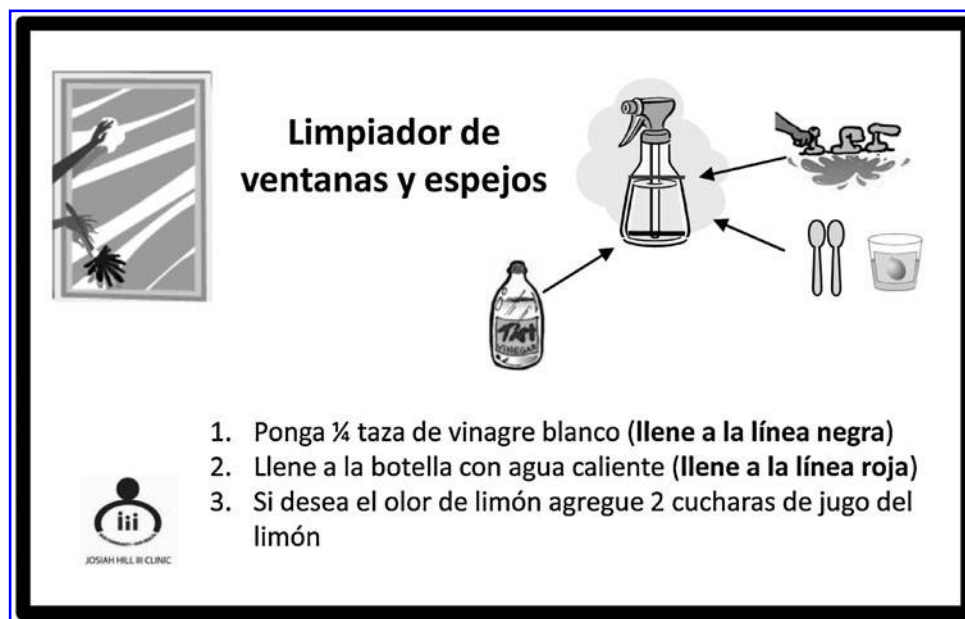 Limpiador de
ventanas y espejos
VINEGAR
1. Ponga ¼ taza de vinagre blanco (llene a la línea negra)
2. Llene a la botella con agua caliente (llene a la línea roja)
3. Si desea el olor de limón agregue 2 cucharas de jugo del
limón
iii
JOSIAH HILL III CLINIC